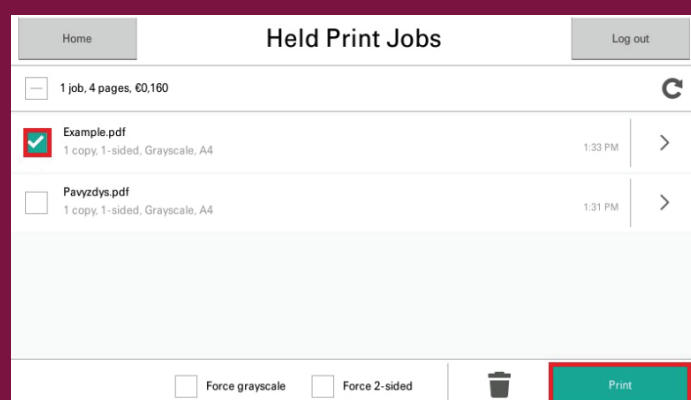 Home
Held Print Jobs
Log out
1 job, 4 pages, €0,160
Example.pdf
1 copy, 1-sided, Grayscale, A4
1:33 PM
Pavyzdys.pdf
1 copy, 1-sided, Grayscale, A4
1:31 PM
Force grayscale
Force 2-sided
Print